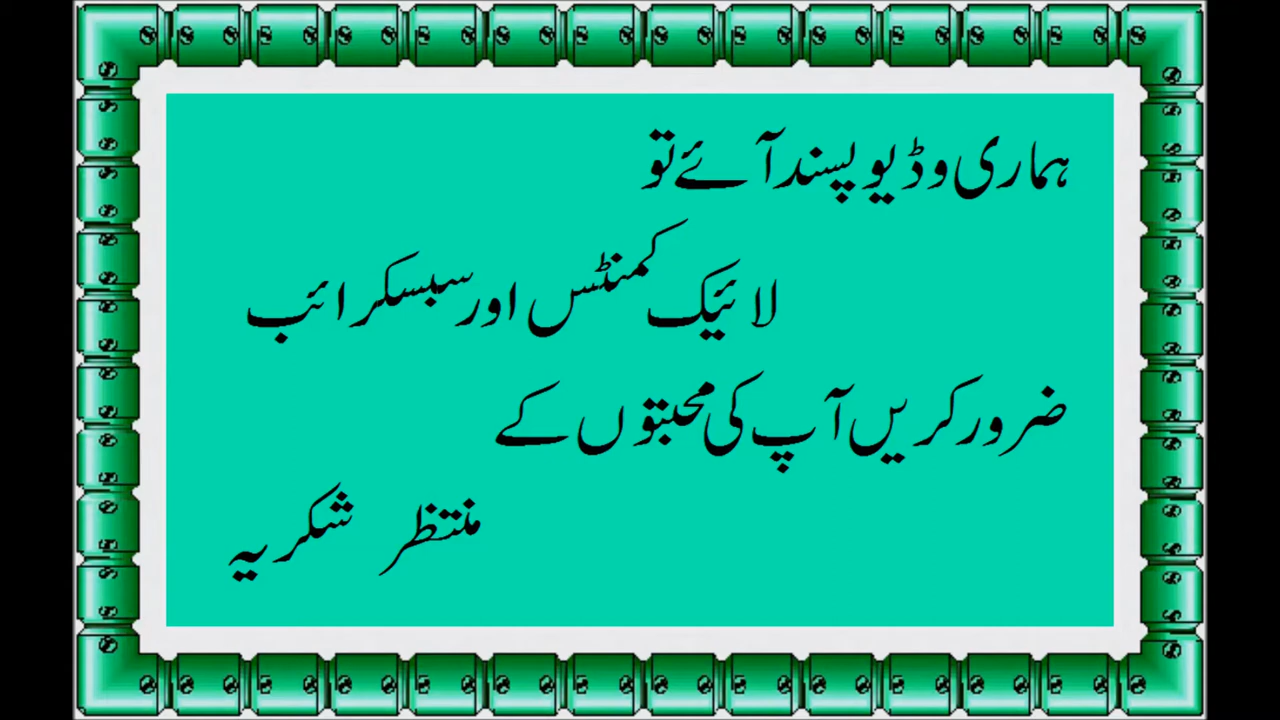 ہماری وڈیو پسند آئے تو
لائیک کمنٹس اور سبسکرائب
ضرور کریں آپ کی محبتوں کے
منتظر شکریہ